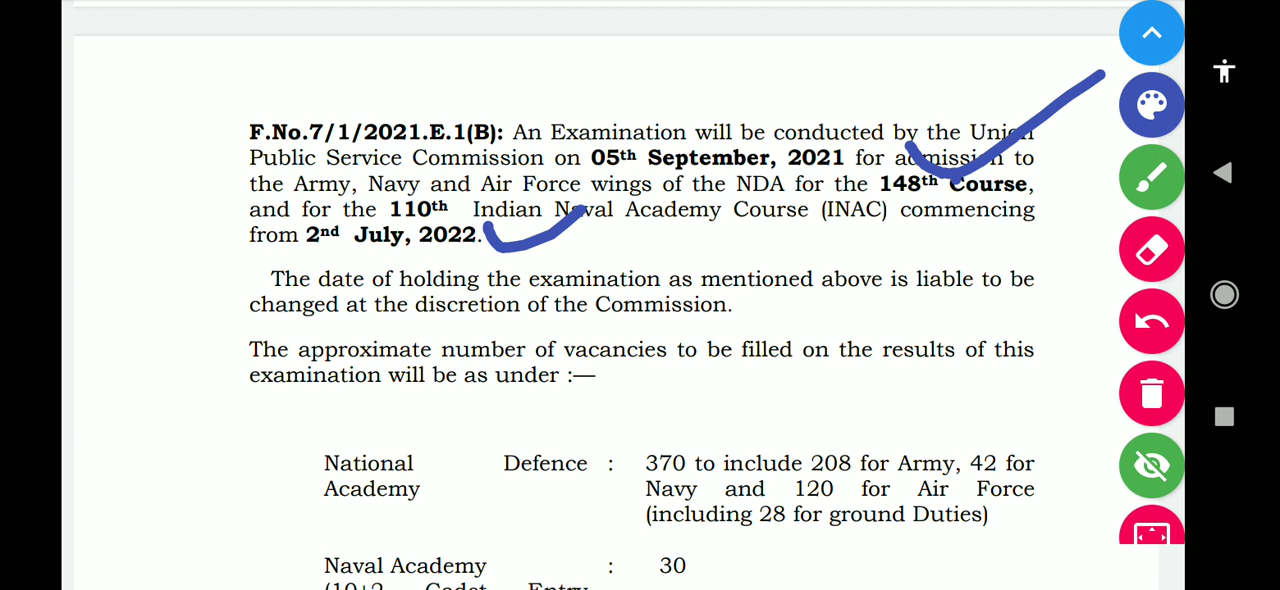 F.No.7/1/2021.E.1(B): An Examination will be conducted by the Union
Public Service Commission on 05th September, 2021 for admission to
the Army, Navy and Air Force wings of the NDA for the 148th Course,
and for the 110th Indian Naval Academy Course (INAC) commencing
from 2nd July, 2022.
The date of holding the examination as mentioned above is liable to be
changed at the discretion of the Commission.
The approximate number of vacancies to be filled on the results of this
examination will be as under :—
National Defence : 370 to include 208 for Army, 42 for
Academy Navy and 120 for Air Force
(including 28 for ground Duties)
Naval Academy : 30
(10+2 Cadet Entry